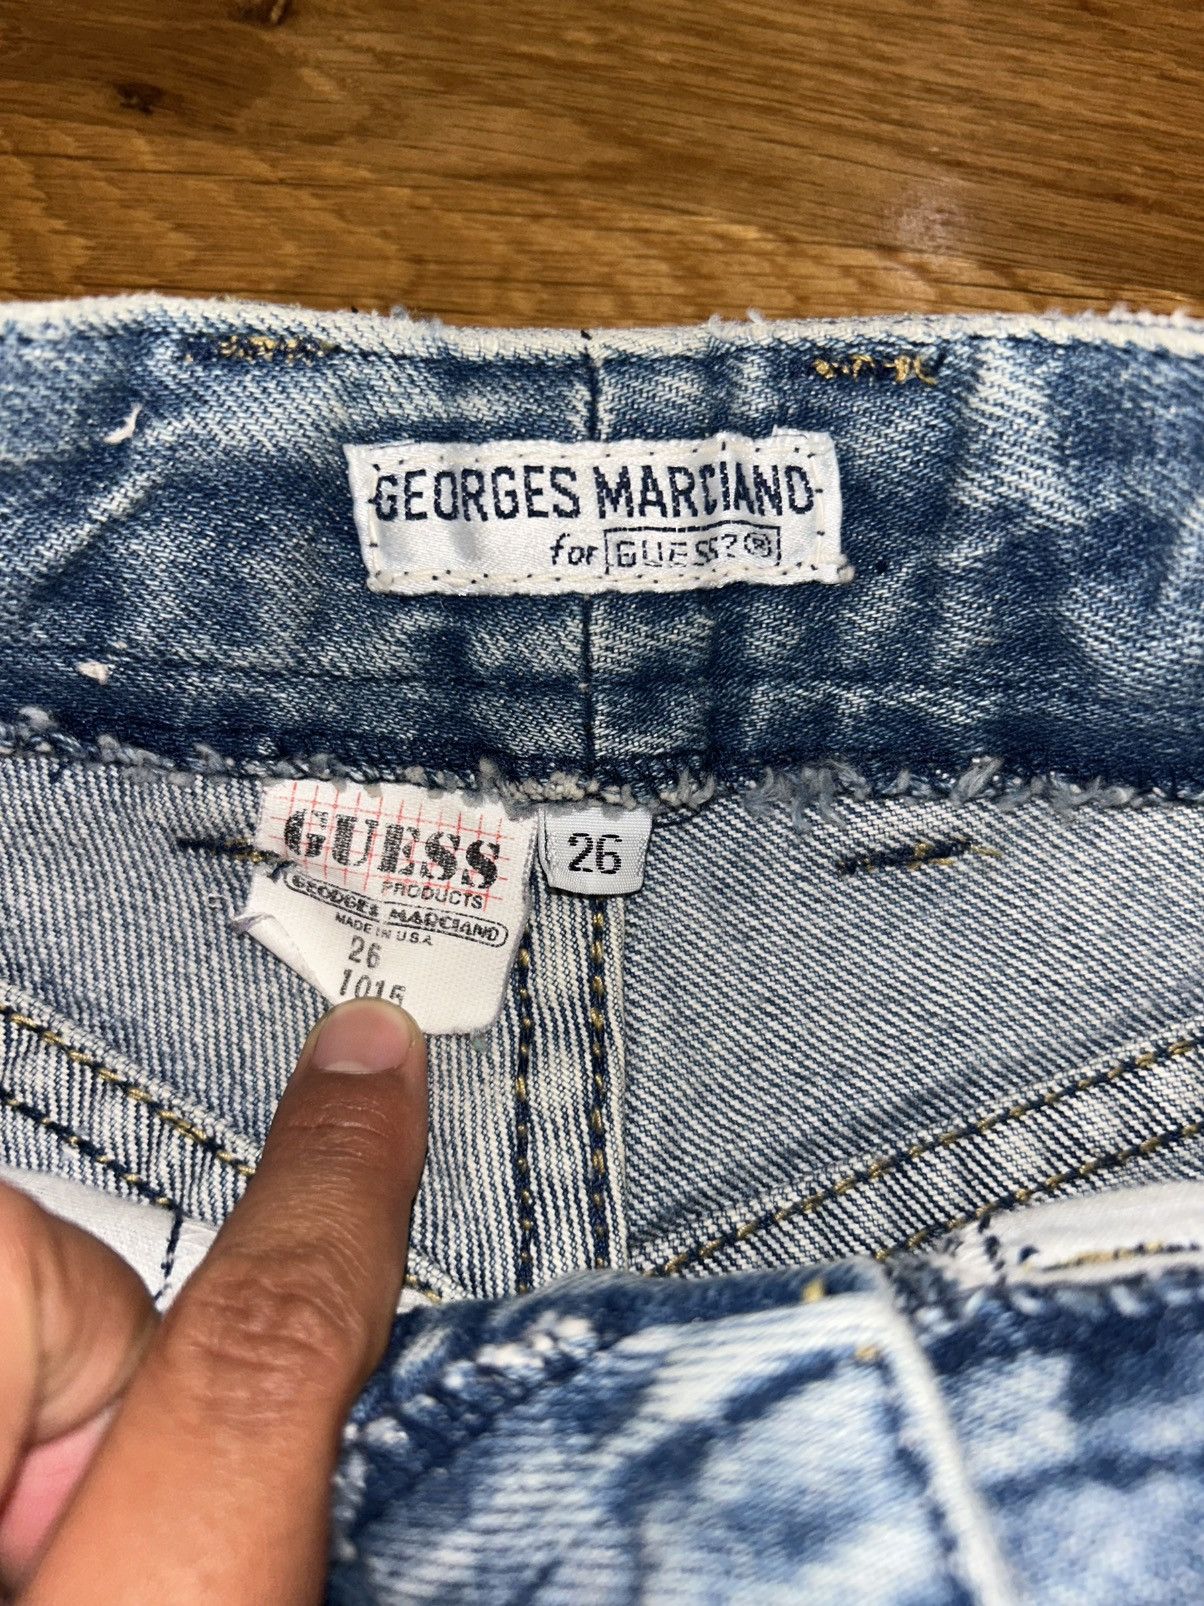 GEORGES MARCIANO
for GUESS?®
GUESS
PRODUCTS
GEORGES MARCIANO
MADE IN U.S.A
26
1015
26